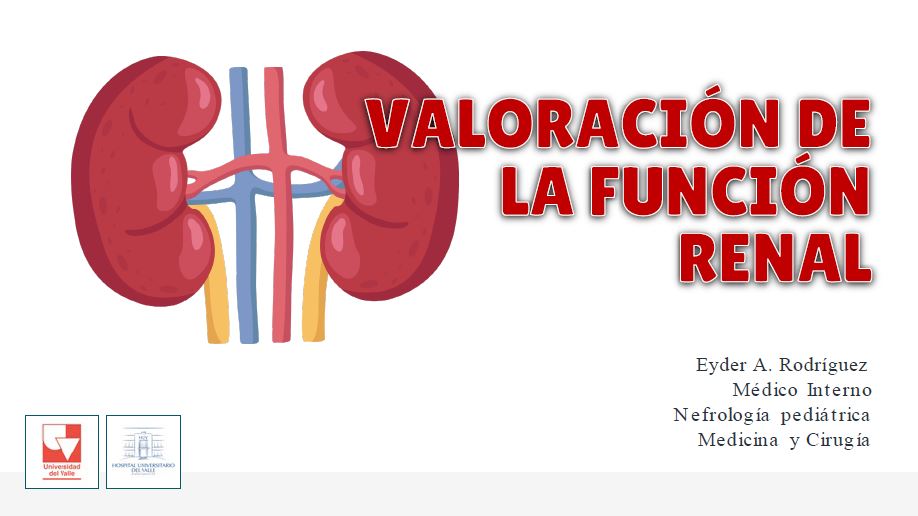 VALORACIÓN DE
LA FUNCIÓN
RENAL
Eyder A. Rodríguez
Médico Interno
Nefrología pediátrica
Medicina y Cirugía
Universidad
del Valle
HUV
HOSPITAL UNIVERSITARIO
DEL VALLE